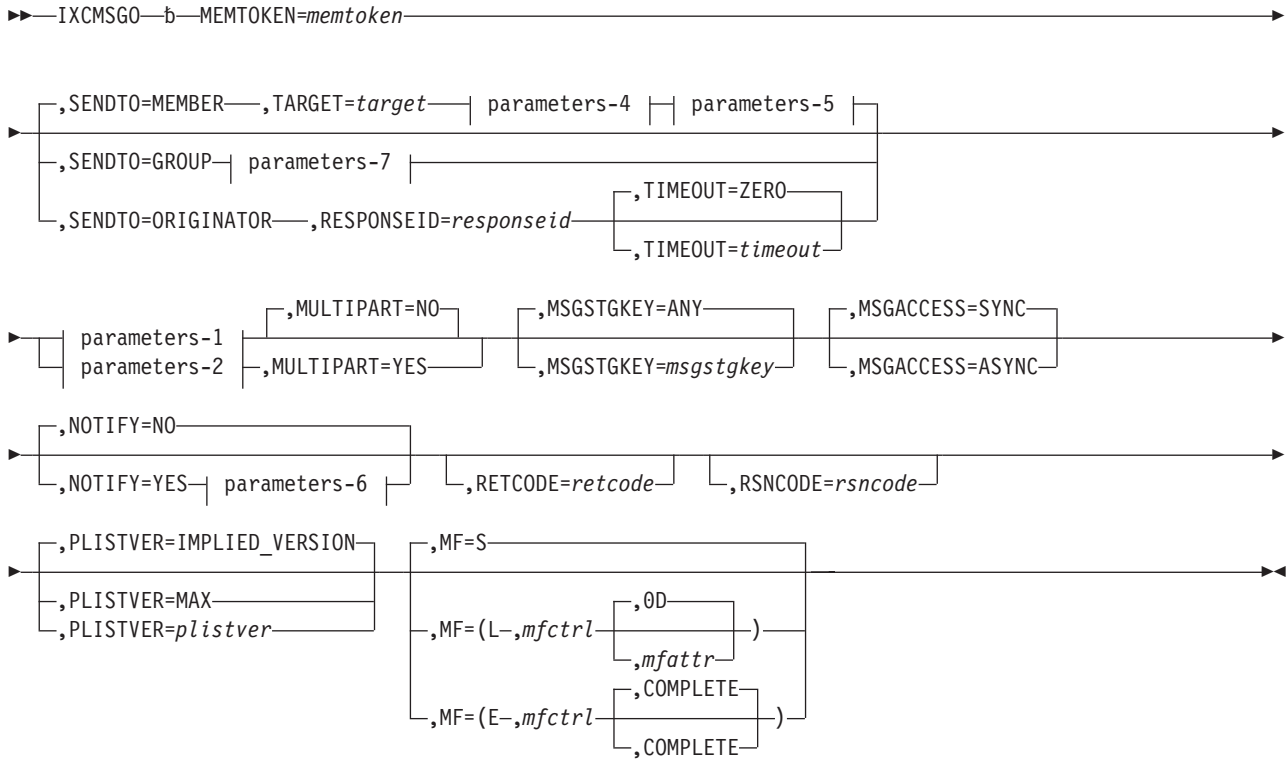 IXCMSGO ␢ MEMTOKEN=memtoken
,SENDTO=MEMBER ,TARGET=target parameters-4 parameters-5
,SENDTO=GROUP parameters-7
,TIMEOUT=ZERO
,SENDTO=ORIGINATOR ,RESPONSEID=responseid
,TIMEOUT=timeout
,MULTIPART=NO ,MSGSTGKEY=ANY ,MSGACCESS=SYNC
parameters-1
parameters-2 ,MULTIPART=YES ,MSGSTGKEY=msgstgkey ,MSGACCESS=ASYNC
,NOTIFY=NO
,NOTIFY=YES parameters-6 ,RETCODE=retcode ,RSNCODE=rsncode
,PLISTVER=IMPLIED_VERSION ,MF=S
,PLISTVER=MAX ,0D
,PLISTVER=plistver ,MF=(L ,mfctrl )
,mfattr
,COMPLETE
,MF=(E ,mfctrl )
,COMPLETE